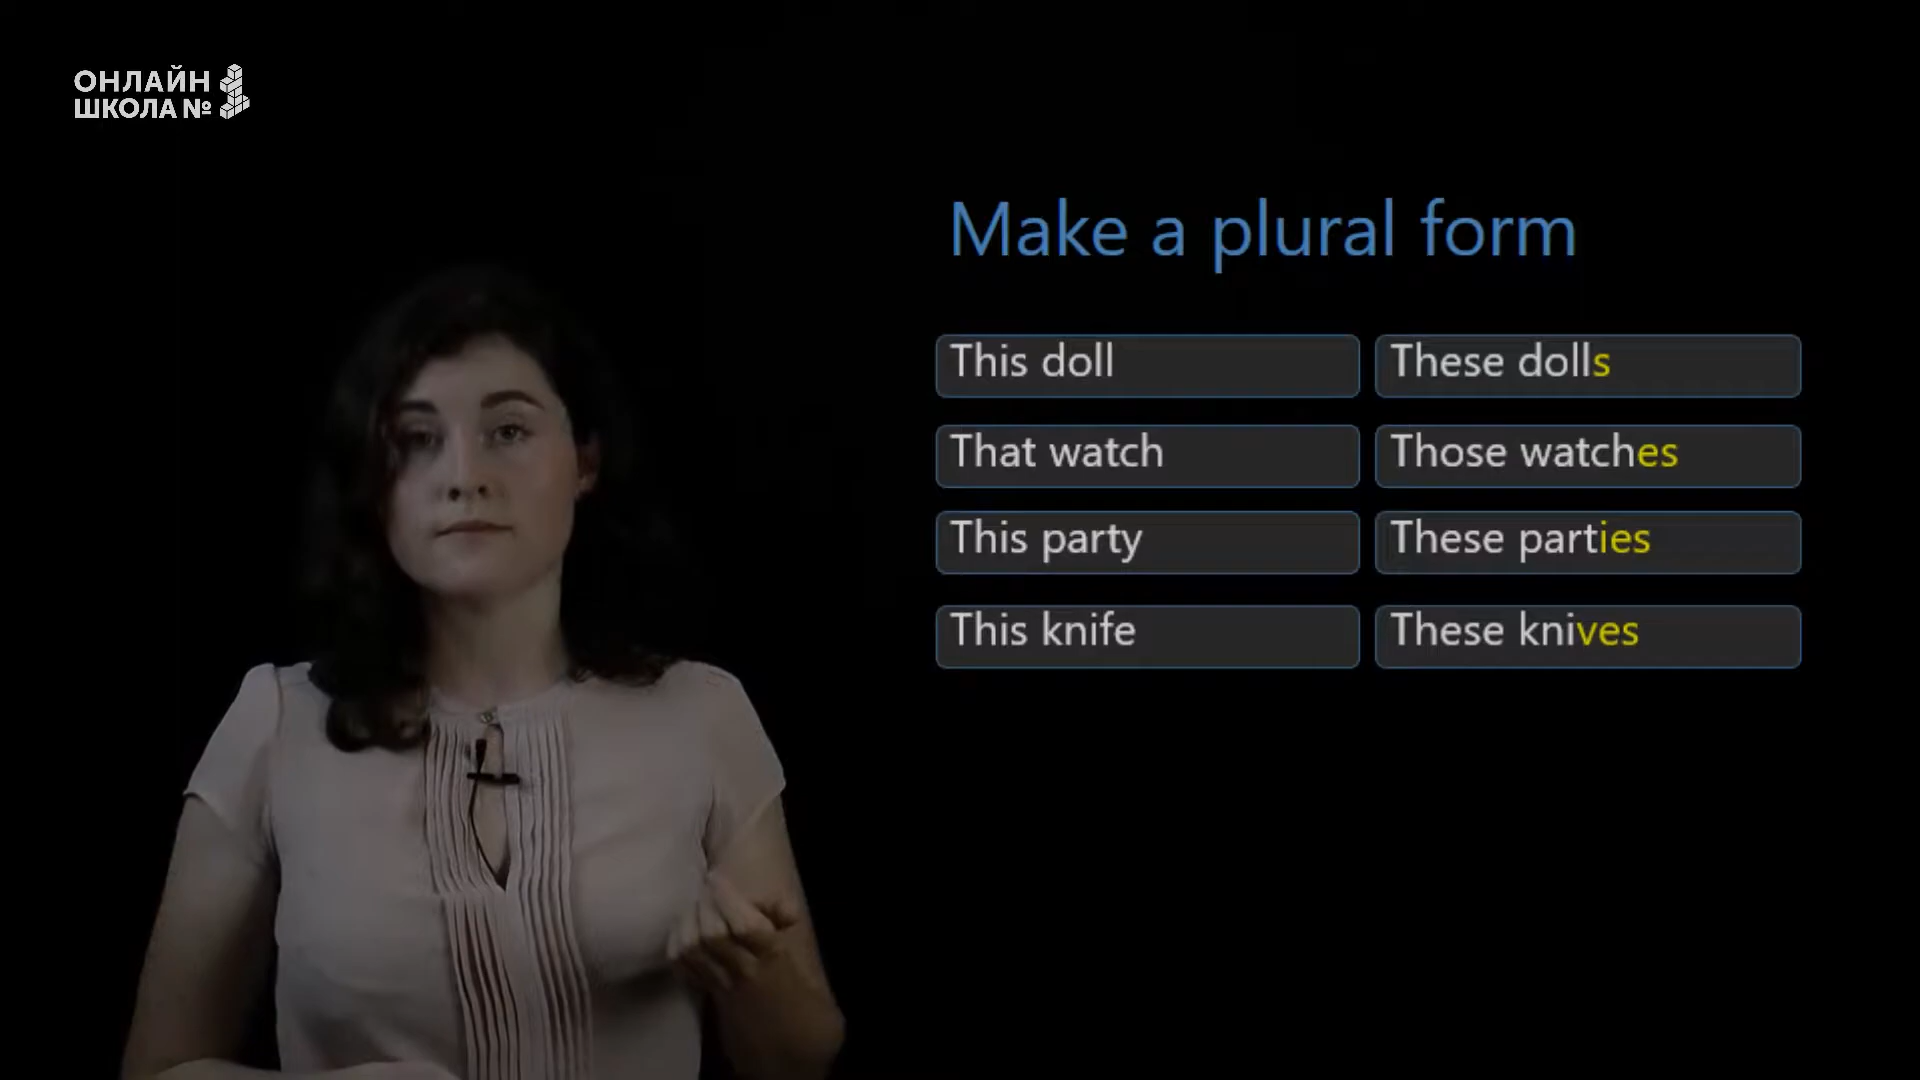 ОНЛАЙН
ШКОЛА №
Make a plural form
This doll
These dolls
That watch
Those watches
This party
These parties
This knife
These knives